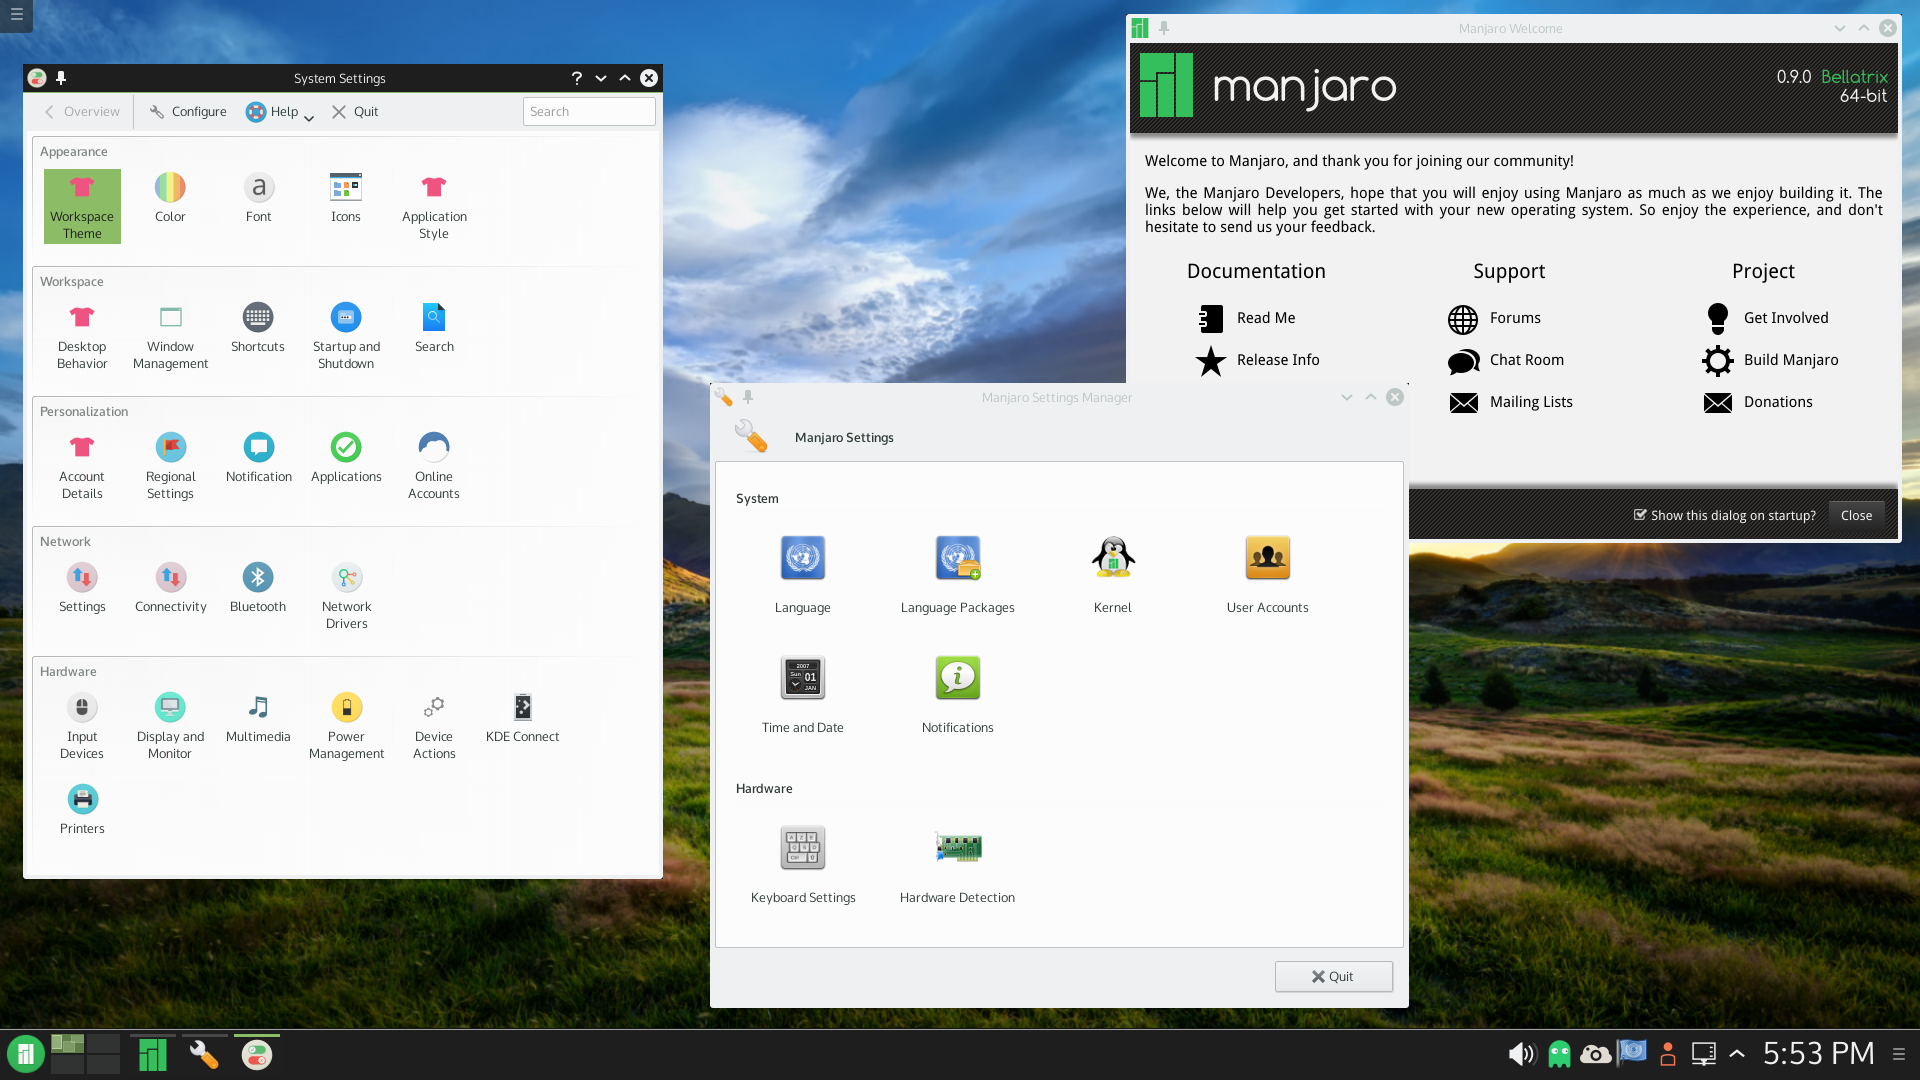 System Settings
Overview
Configure
Help
Quit
Search
Appearance
Workspace
Theme
Color
Font
Icons
Application
Style
Workspace
Desktop
Behavior
Window
Management
Shortcuts
Startup and
Shutdown
Search
Personalization
Account
Details
Regional
Settings
Notification
Applications
Online
Accounts
Network
Settings
Connectivity
Bluetooth
Network
Drivers
Hardware
Input
Devices
Display and
Monitor
Multimedia
Power
Management
Device
Actions
KDE Connect
Printers
Manjaro Welcome
manjaro
0.9.0 Bellatrix
64-bit
Welcome to Manjaro, and thank you for joining our community!
We, the Manjaro Developers, hope that you will enjoy using Manjaro as much as we enjoy building it. The
links below will help you get started with your new operating system. So enjoy the experience, and don't
hesitate to send us your feedback.
Documentation
Read Me
Release Info
Support
Forums
Chat Room
Mailing Lists
Project
Get Involved
Build Manjaro
Donations
Show this dialog on startup?
Close
Manjaro Settings Manager
Manjaro Settings
System
Language
Language Packages
Kernel
User Accounts
2007
Sun
01
JAN
Time and Date
Notifications
Hardware
Keyboard Settings
Hardware Detection
Quit
5:53 PM